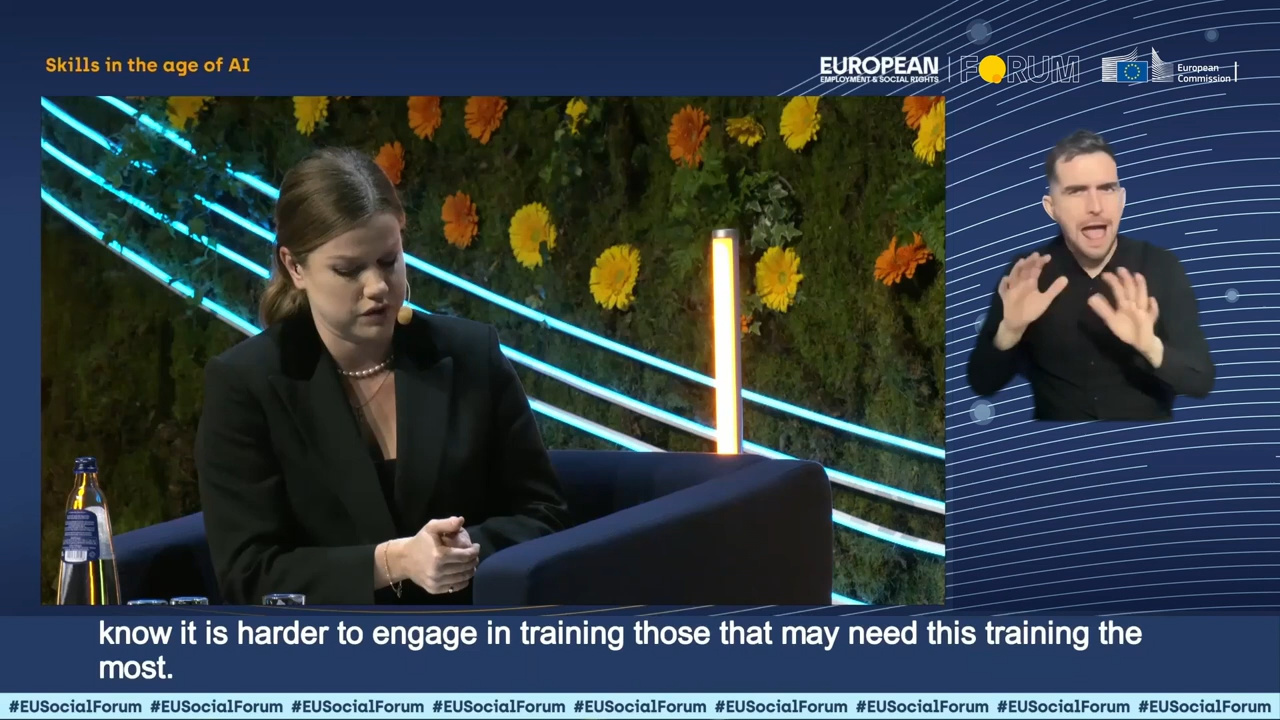 Skills in the age of AI
EUROPEAN
EMPLOYMENT & SOCIAL RIGHTS
FORUM
European
Commission
know it is harder to engage in training those that may need this training the
most.
#EUSocialForum #EUSocialForum #EUSocialForum #EUSocialForum #EUSocialForum #EUSocialForum #EUSocialForum #EUSocialForum #EUSocialForum